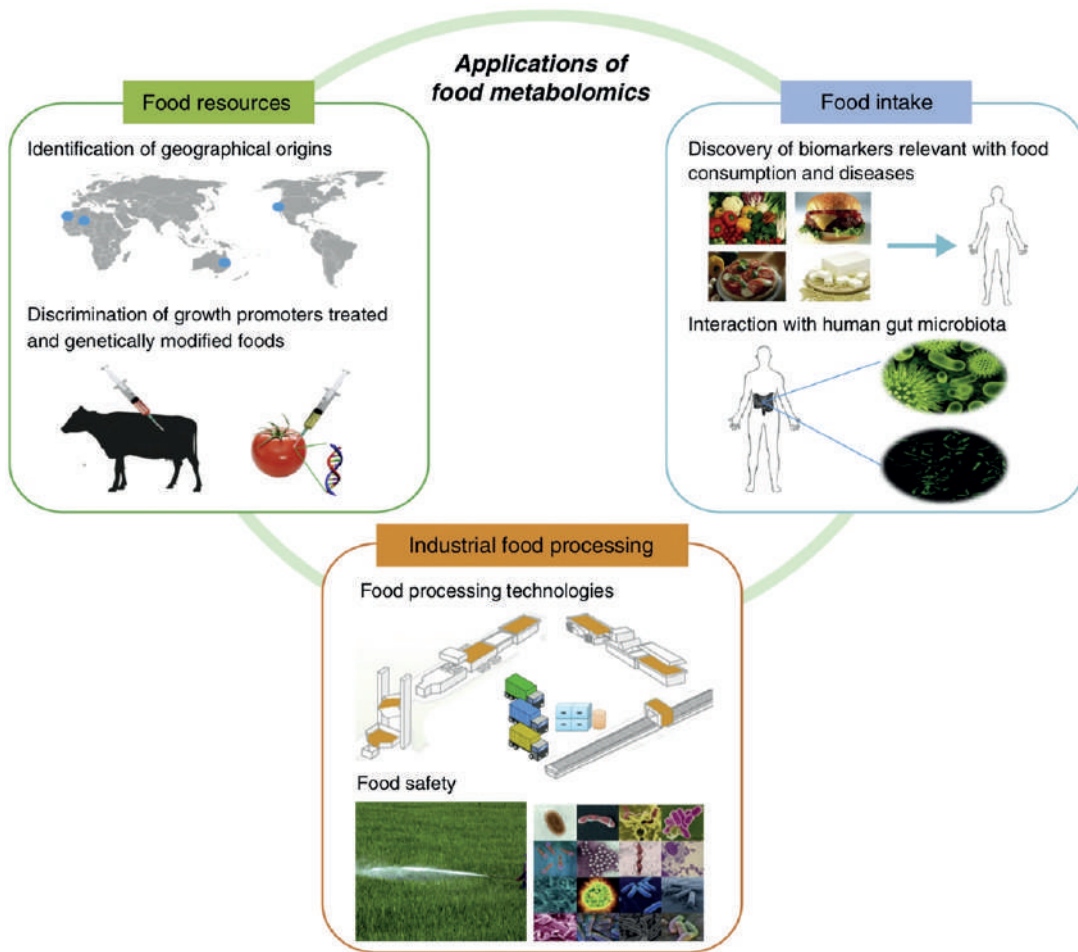 Applications of
food metabolomics
Food resources
Identification of geographical origins
Discrimination of growth promoters treated
and genetically modified foods
Food intake
Discovery of biomarkers relevant with food
consumption and diseases
Interaction with human gut microbiota
Industrial food processing
Food processing technologies
Food safety